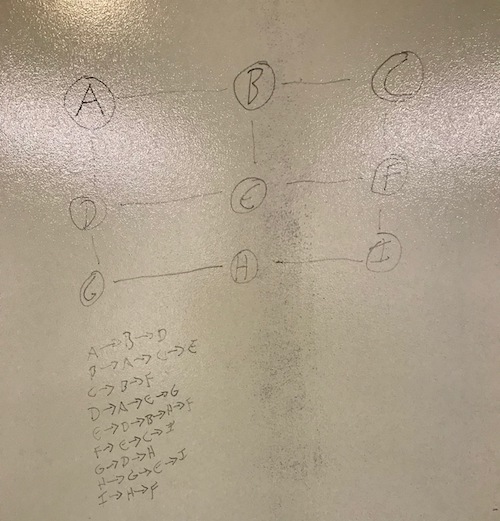 A B C
D E F
G H I
A→B→D
B→A→C→E
C→B→F
D→A→E→G
E→D→B→H→F
F→E→C→I
G→D→H
H→G→E→I
I→H→F